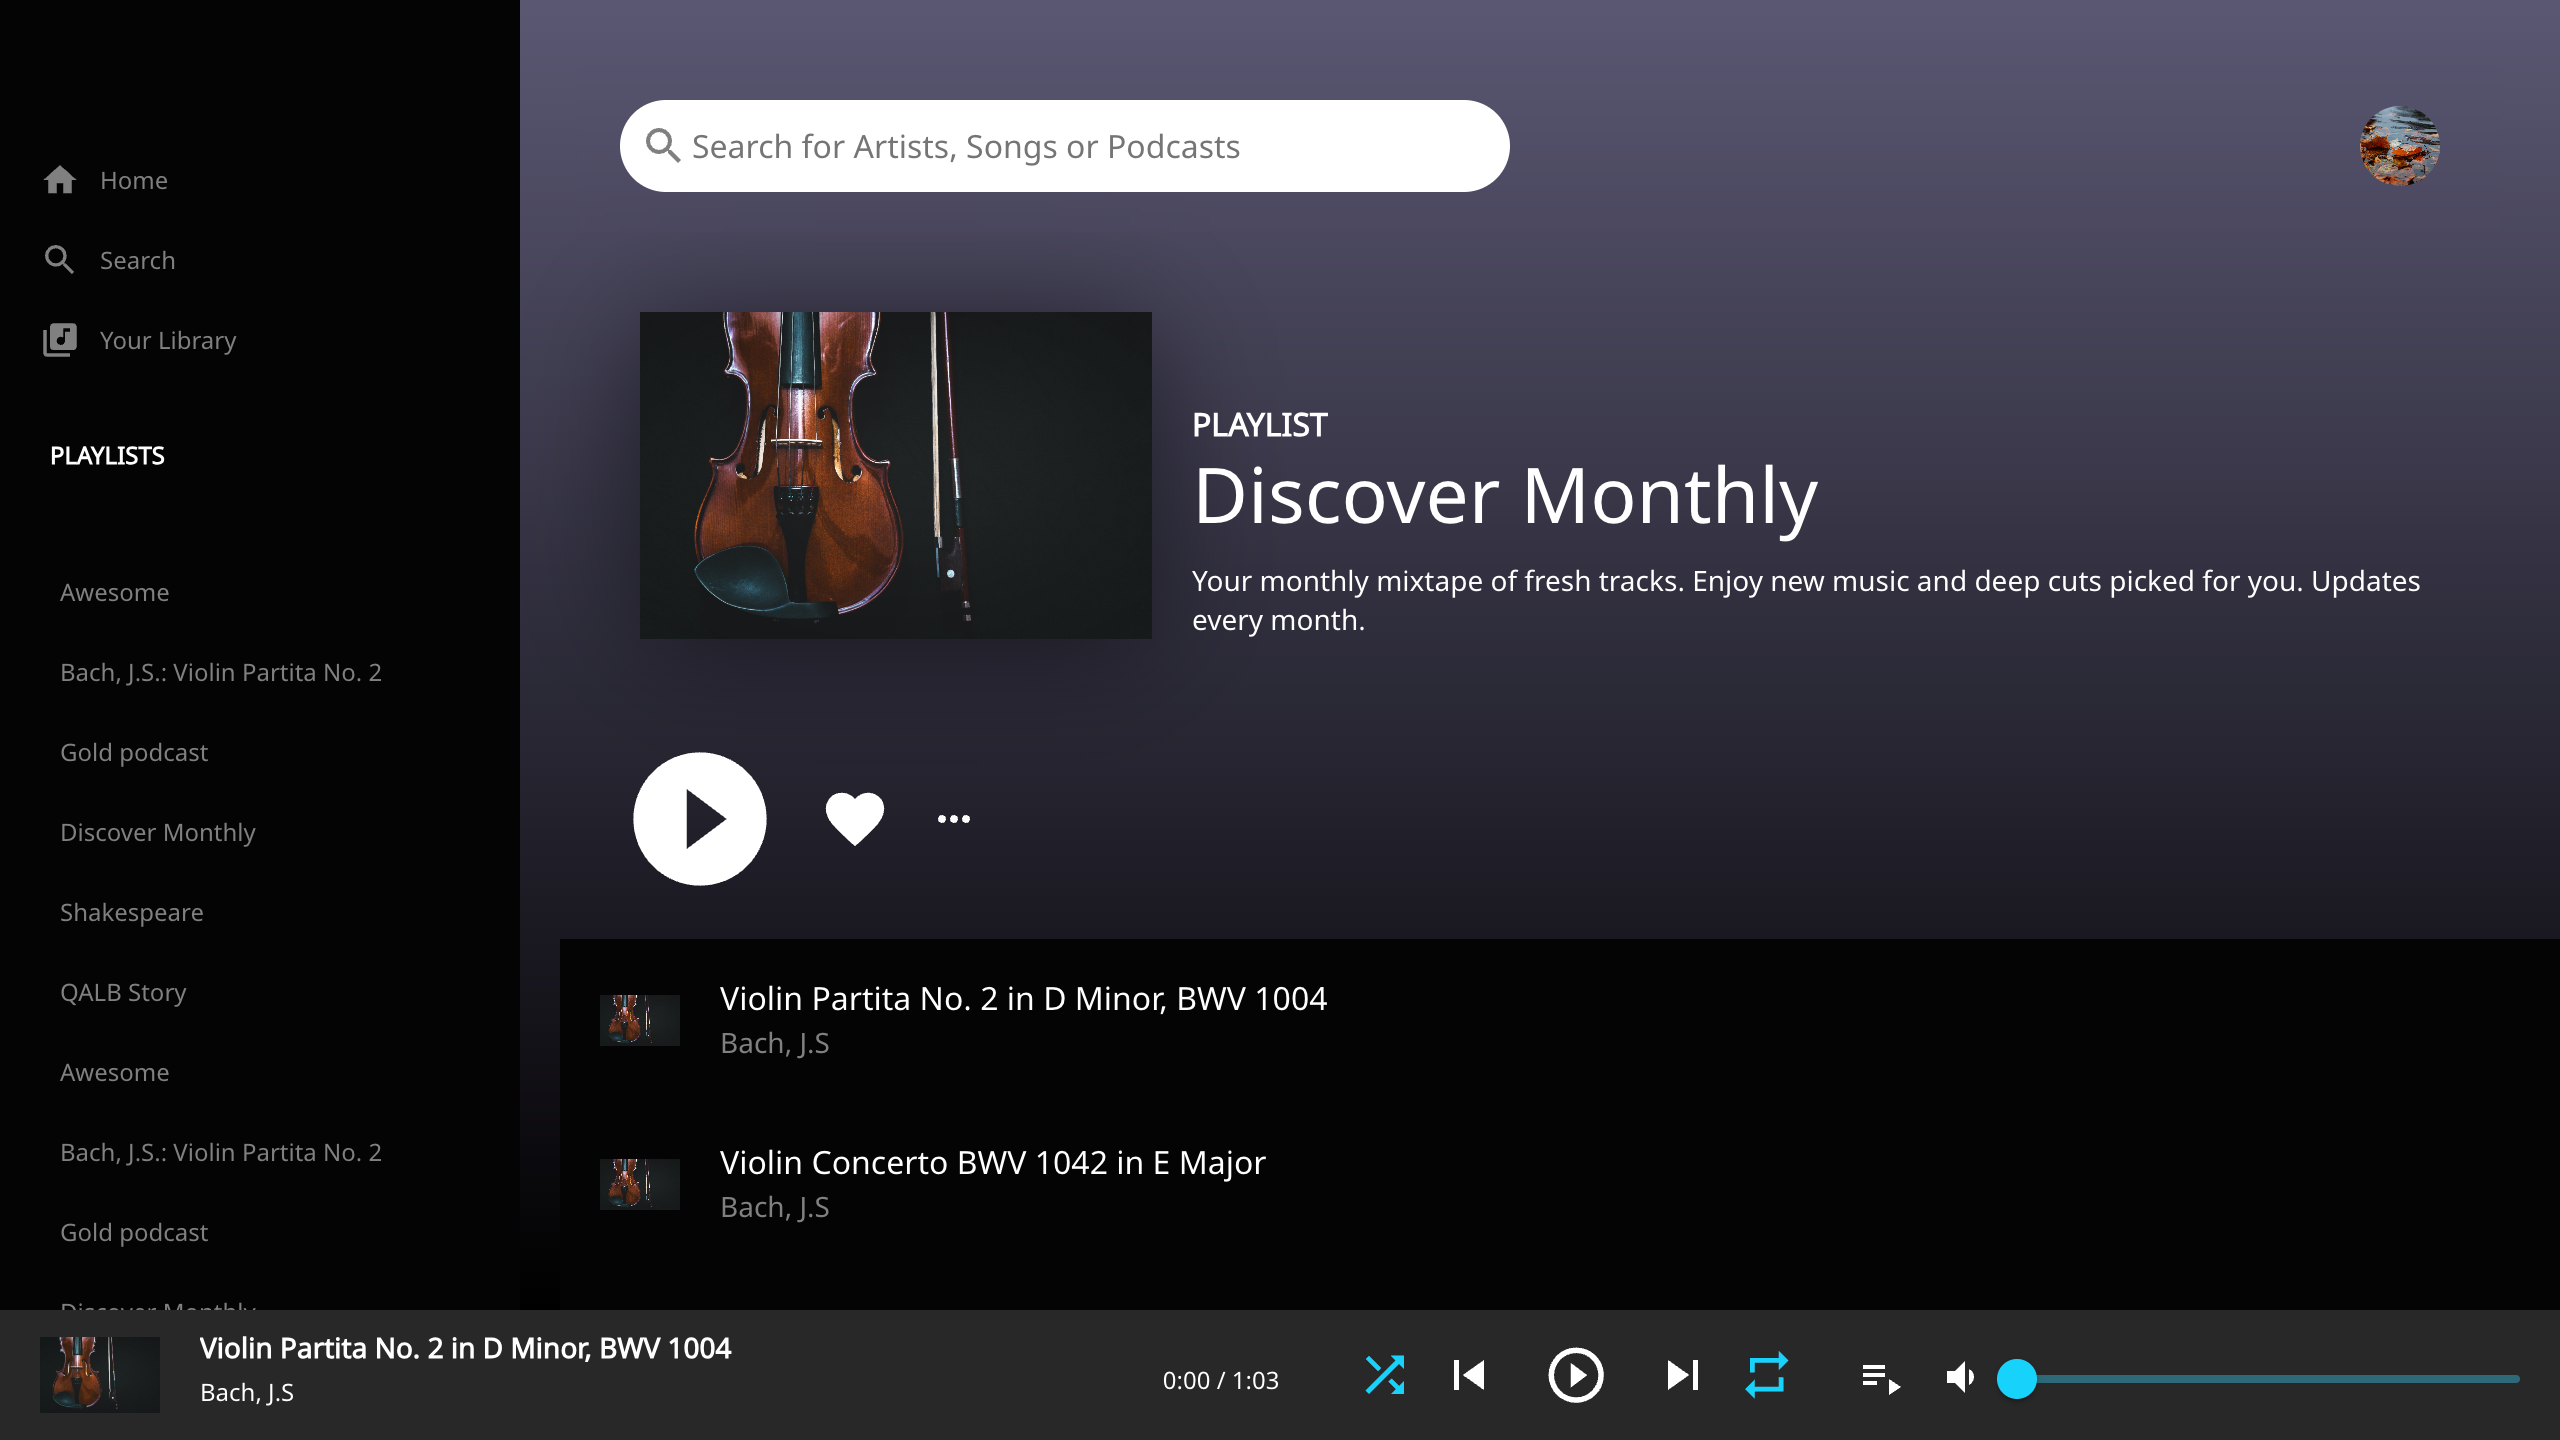 Home
Search
Your Library
PLAYLISTS
Awesome
Bach, J.S.: Violin Partita No. 2
Gold podcast
Discover Monthly
Shakespeare
QALB Story
Awesome
Bach, J.S.: Violin Partita No. 2
Gold podcast
Discover Monthly
Search for Artists, Songs or Podcasts
PLAYLIST
Discover Monthly
Your monthly mixtape of fresh tracks. Enjoy new music and deep cuts picked for you. Updates
every month.
Violin Partita No. 2 in D Minor, BWV 1004
Bach, J.S
Violin Concerto BWV 1042 in E Major
Bach, J.S
Violin Partita No. 2 in D Minor, BWV 1004
Bach, J.S
0:00 / 1:03